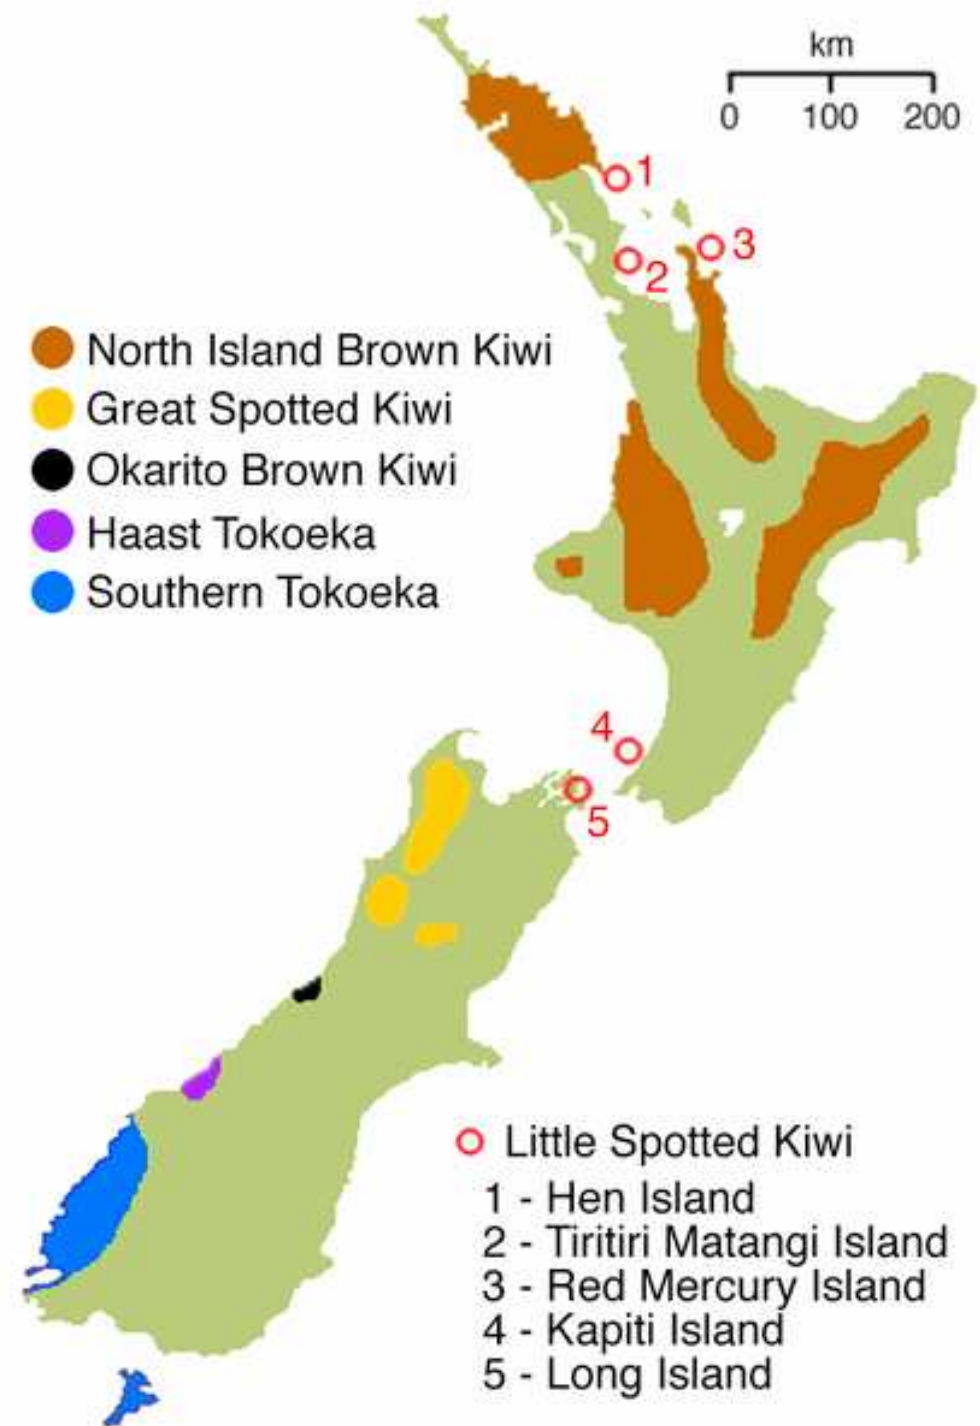 km
0 100 200
1
3
2
North Island Brown Kiwi
Great Spotted Kiwi
Okarito Brown Kiwi
Haast Tokoeka
Southern Tokoeka
4
5
Little Spotted Kiwi
1 - Hen Island
2 - Tiritiri Matangi Island
3 - Red Mercury Island
4 - Kapiti Island
5 - Long Island